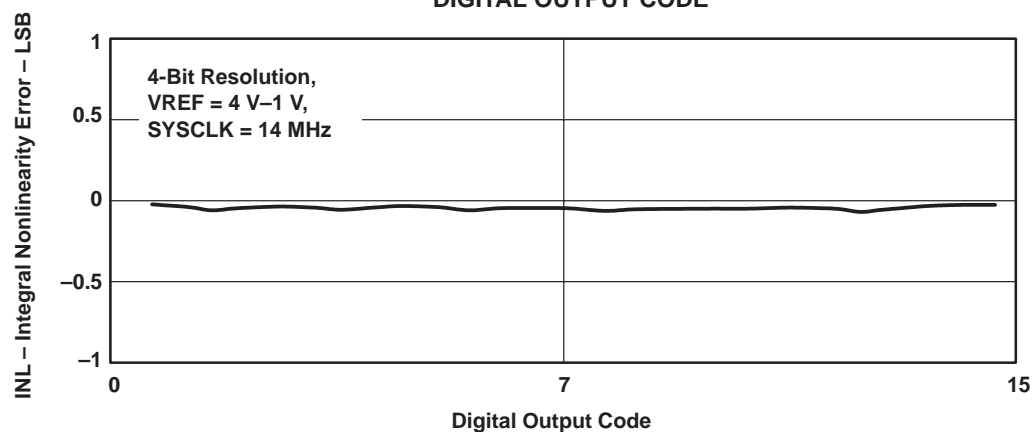 DIGITAL OUTPUT CODE
INL – Integral Nonlinearity Error – LSB
1
4-Bit Resolution,
VREF = 4 V–1 V,
SYSCLK = 14 MHz
0.5
0
–0.5
–1
0
7
15
Digital Output Code